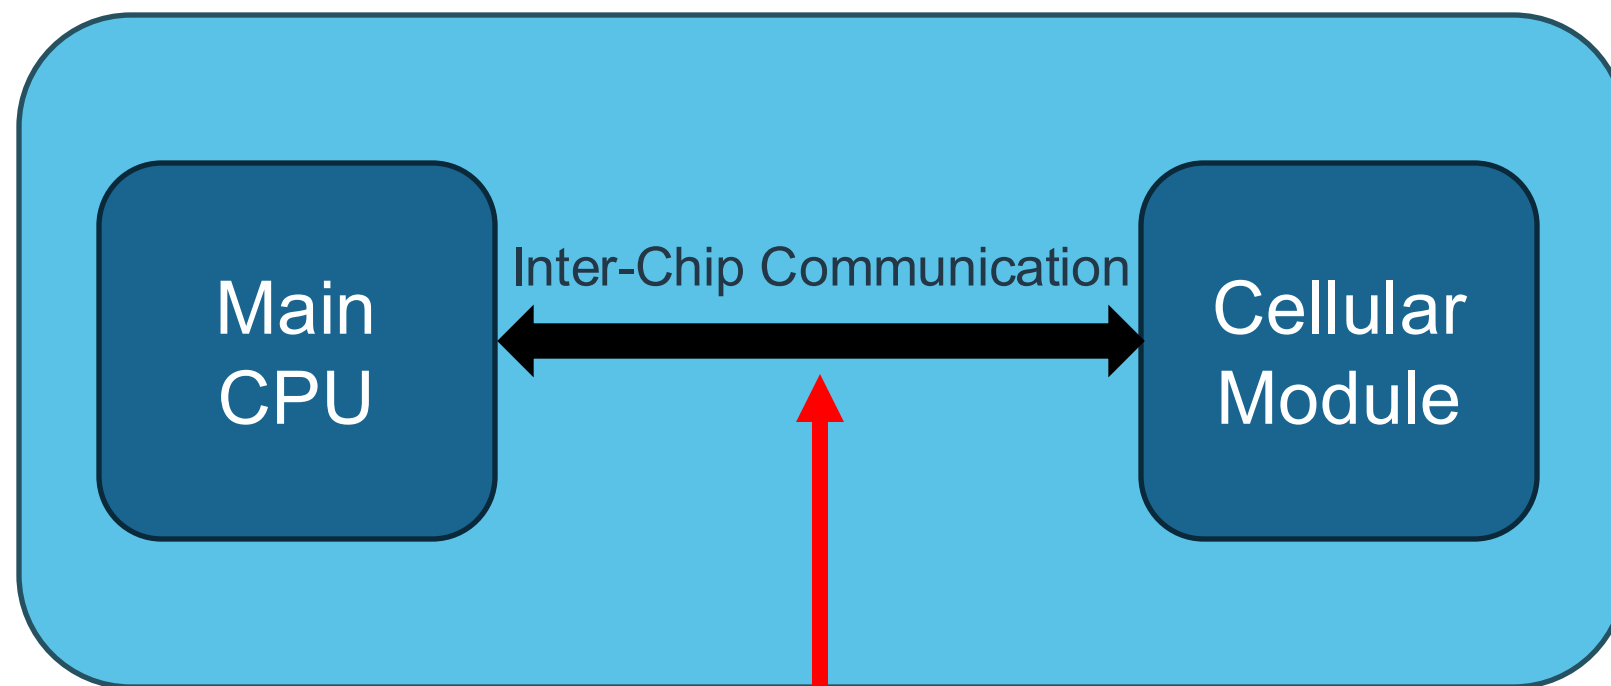 Inter-Chip Communication
Main
CPU
Cellular
Module